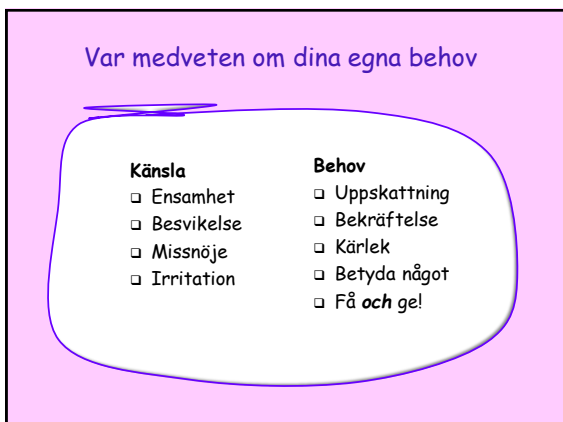 Var medveten om dina egna behov
Känsla
❑ Ensamhet
❑ Besvikelse
❑ Missnöje
❑ Irritation
Behov
❑ Uppskattning
❑ Bekräftelse
❑ Kärlek
❑ Betyda något
❑ Få och ge!